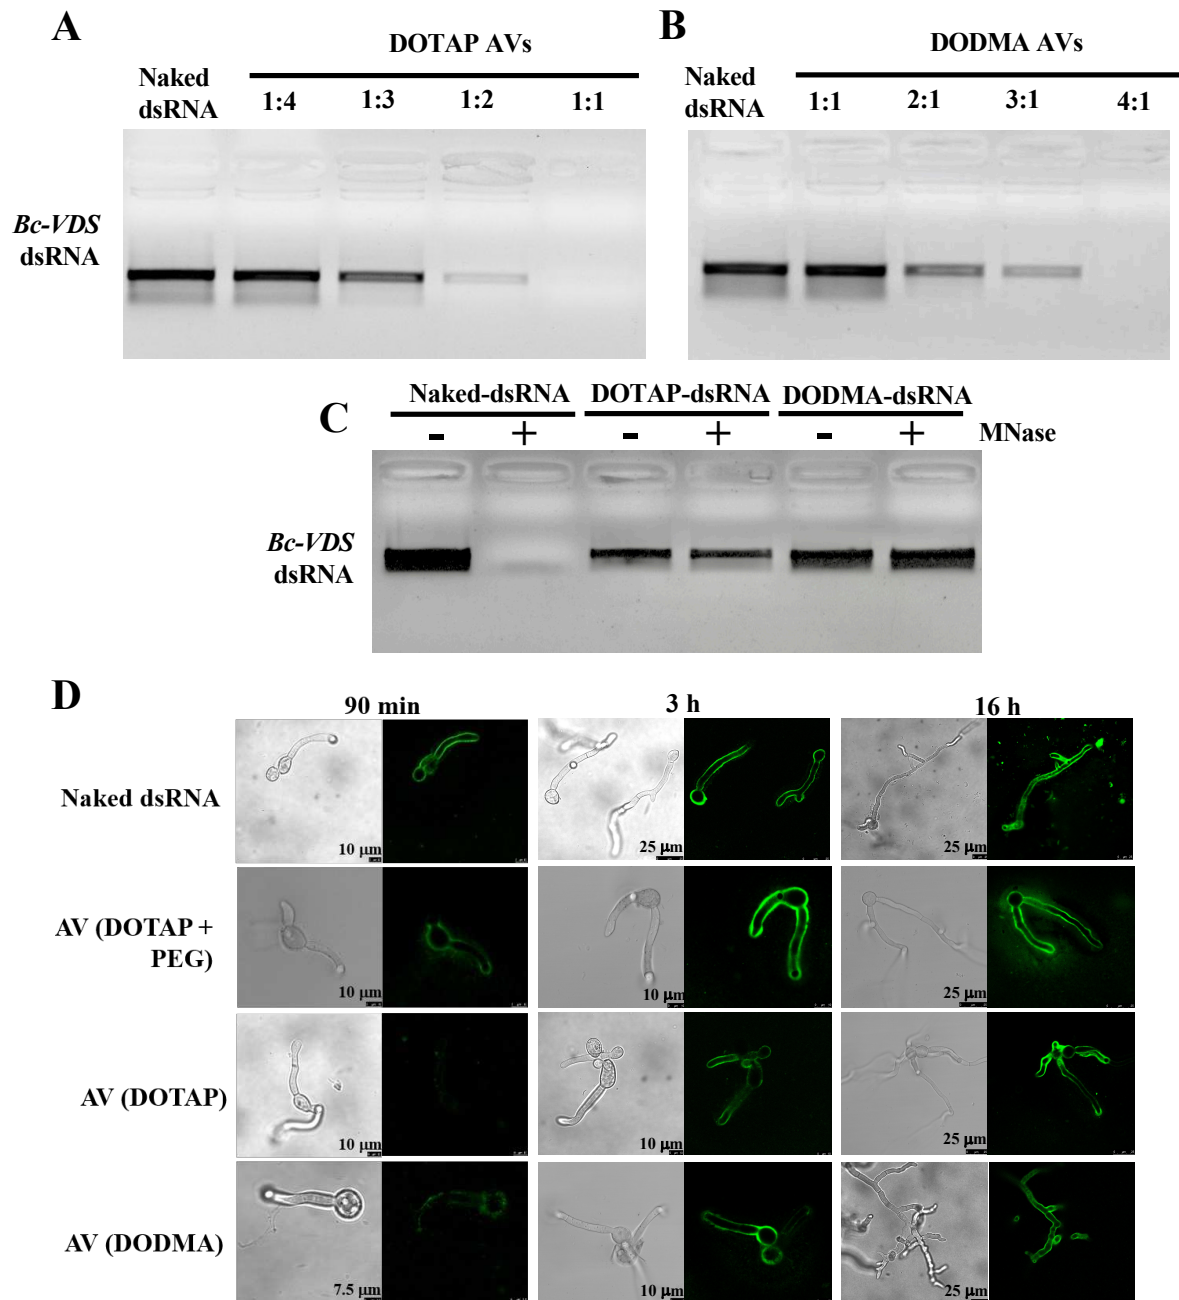 A
DOTAP AVs
Naked
dsRNA
1:4 1:3 1:2 1:1
Bc-VDS
dsRNA
B
DODMA AVs
Naked
dsRNA
1:1 2:1 3:1 4:1
C
Naked-dsRNA DOTAP-dsRNA DODMA-dsRNA
- + - + - + MNase
Bc-VDS
dsRNA
D
90 min 3 h 16 h
Naked dsRNA
10 µm 25 µm 25 µm
AV (DOTAP +
PEG)
10 µm 10 µm 25 µm
AV (DOTAP)
10 µm 10 µm 25 µm
AV (DODMA)
7.5 µm 10 µm 25 µm